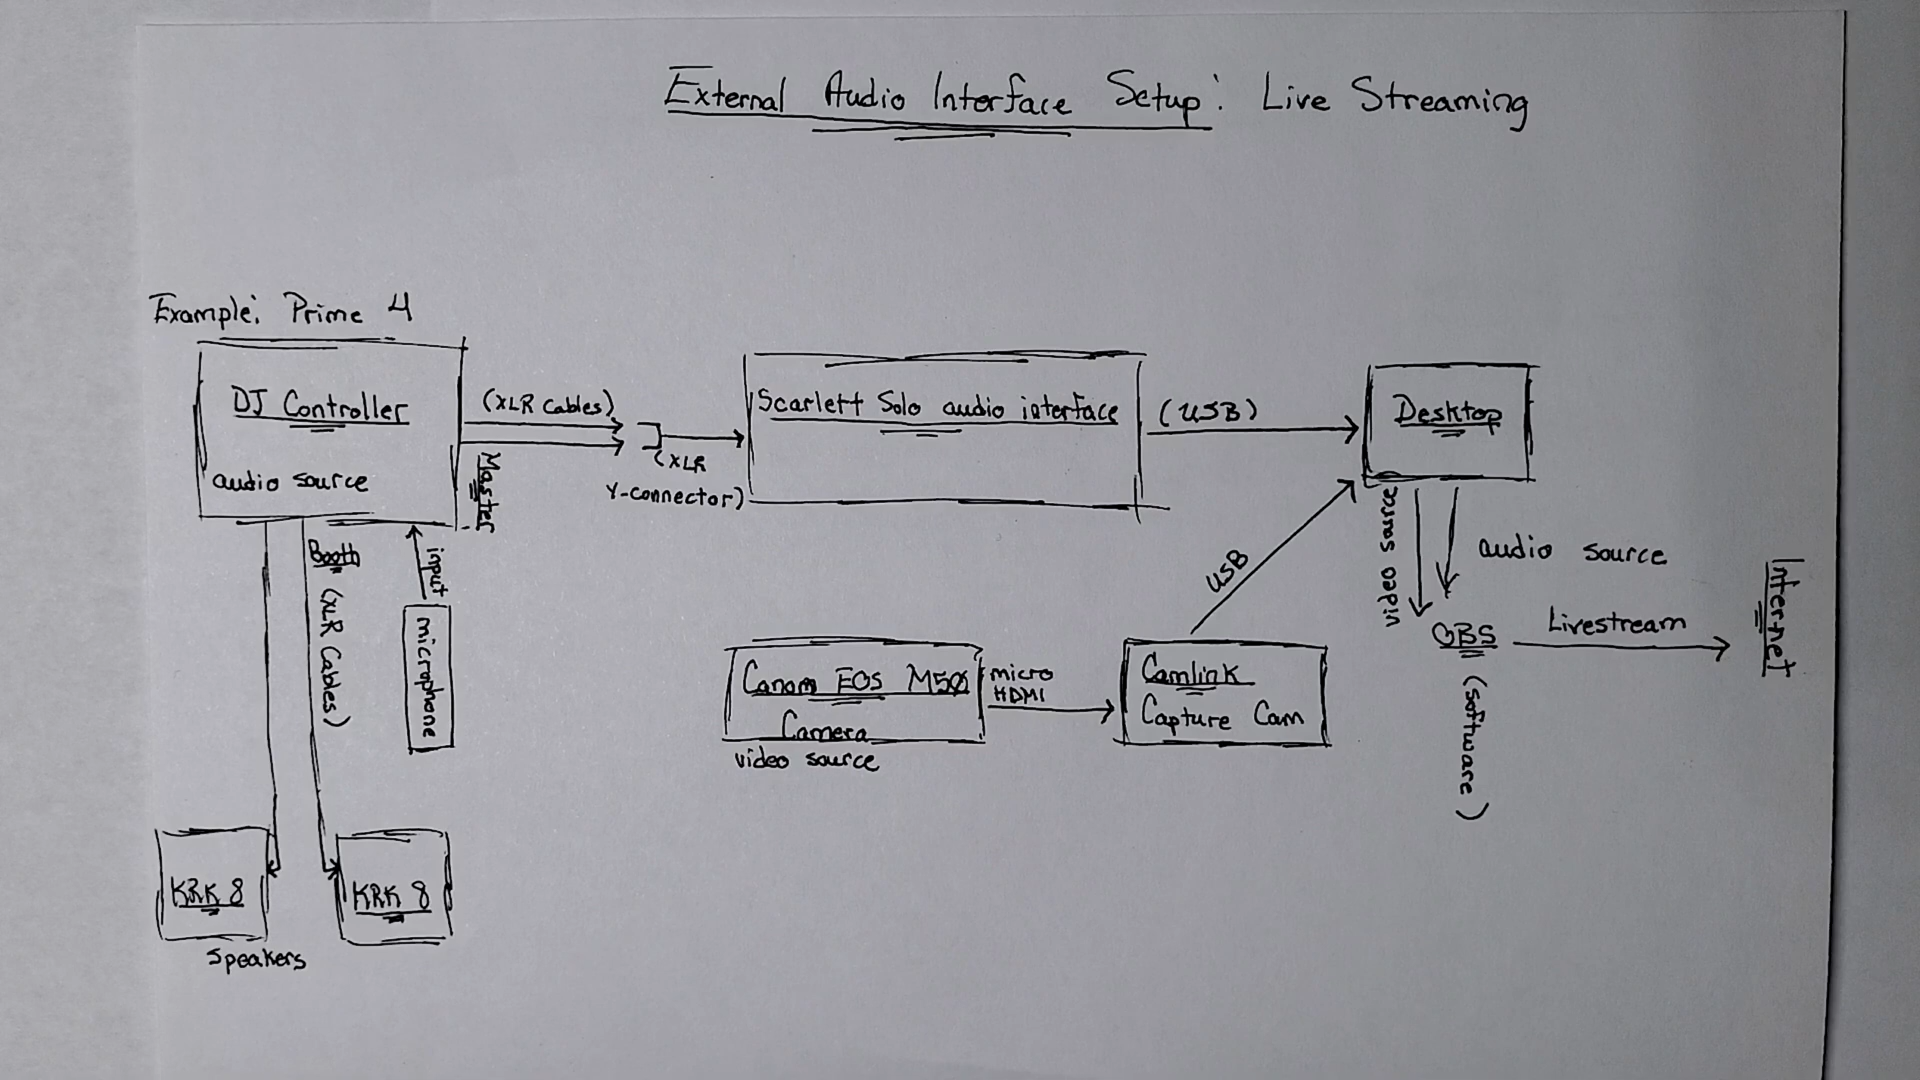 External Audio Interface Setup: Live Streaming
Example: Prime 4
DJ Controller
audio source
(XLR Cables)
Master
(XLR
Y-connector)
Scarlett Solo audio interface
(USB)
Desktop
video source
audio source
OBS
(software)
Livestream
Internet
Booth
(XLR Cables)
input
microphone
USB
Canon EOS M50
Camera
video source
micro
HDMI
Camlink
Capture Cam
KRK 8
KRK 8
Speakers